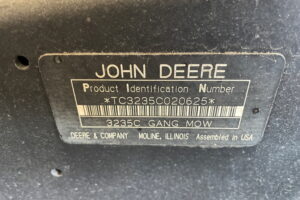 JOHN DEERE
Product Identification Number
*TC3235C020625*
3235C GANG MOW
DEERE & COMPANY MOLINE, ILLINOIS Assembled in USA